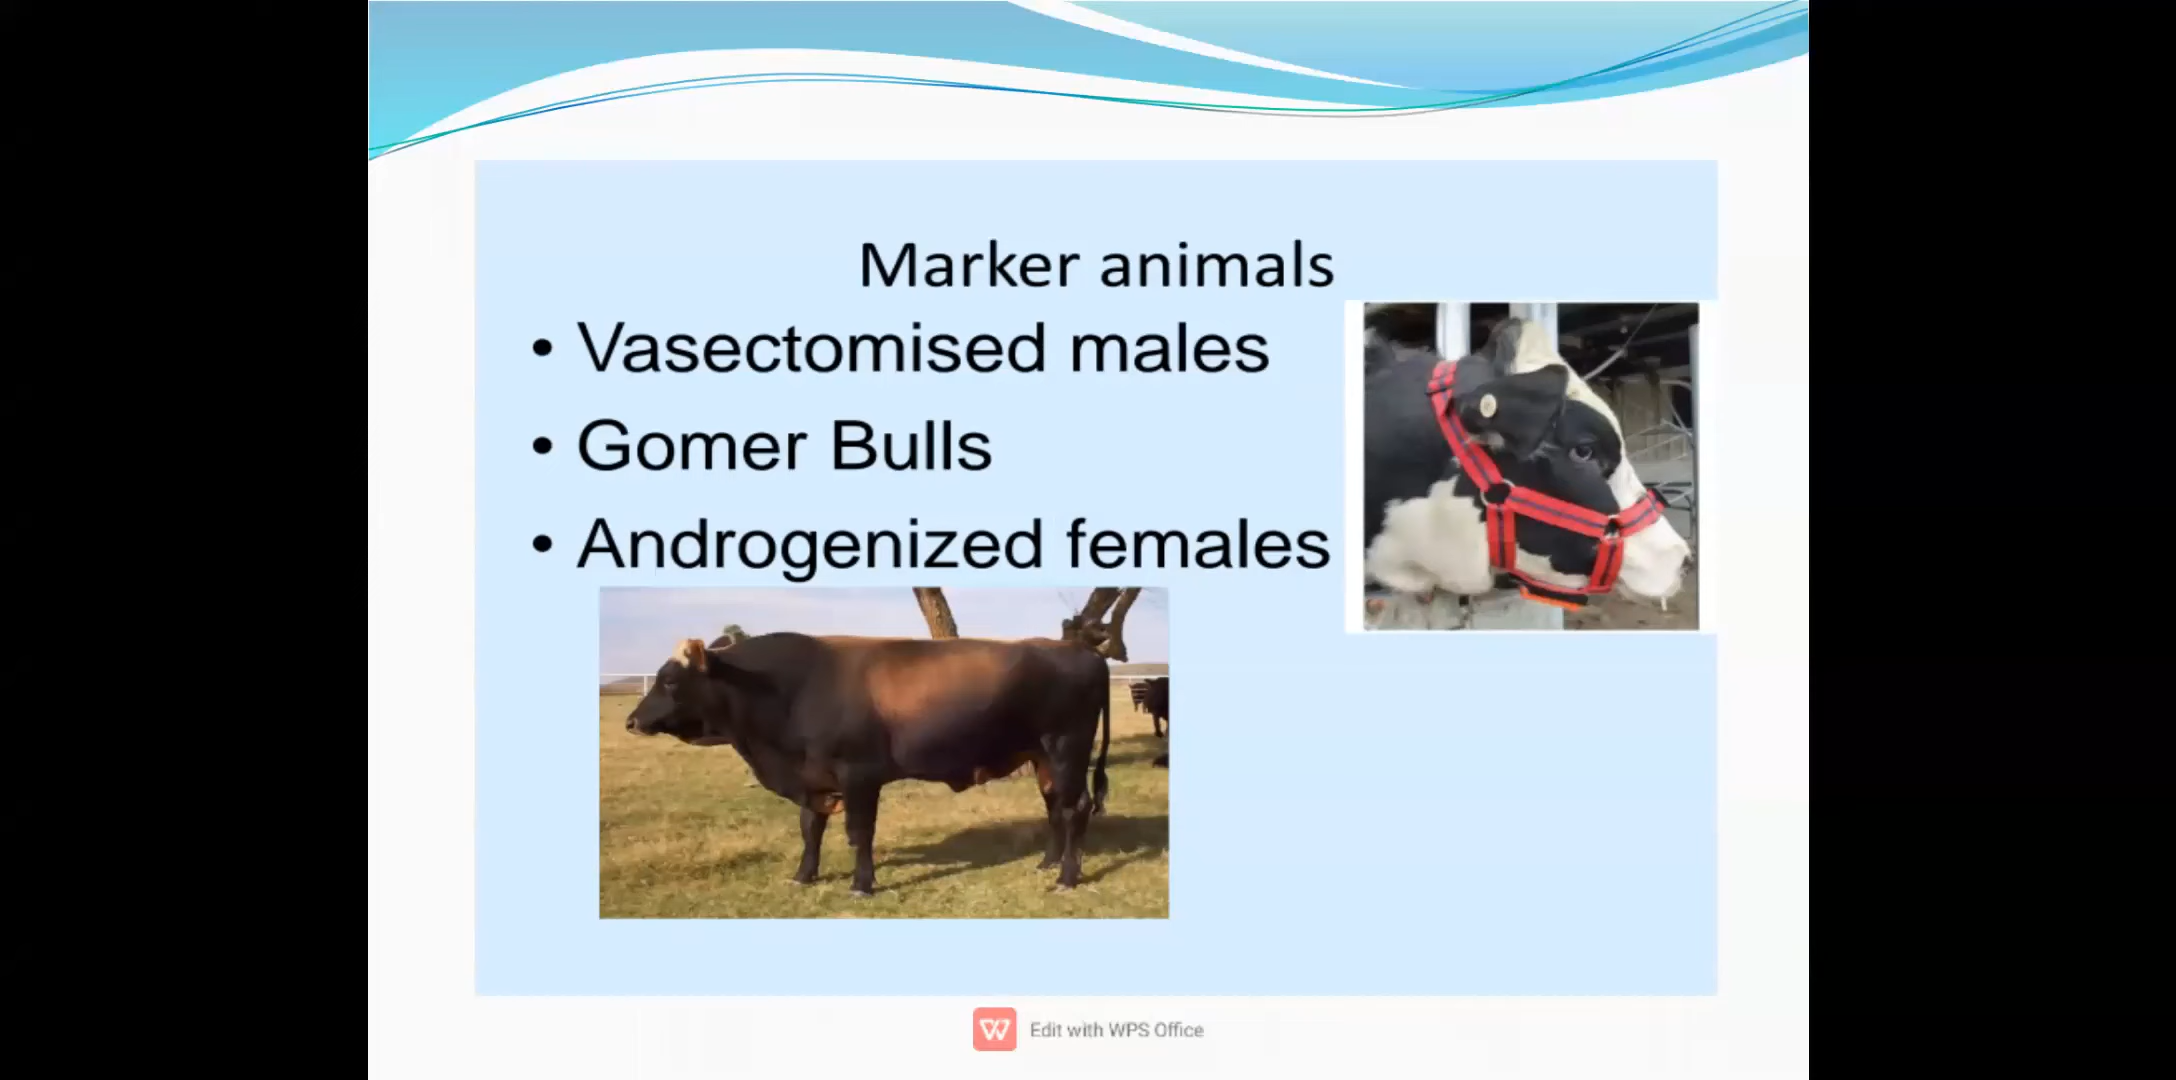 Marker animals
• Vasectomised males
• Gomer Bulls
• Androgenized females
Edit with WPS Office